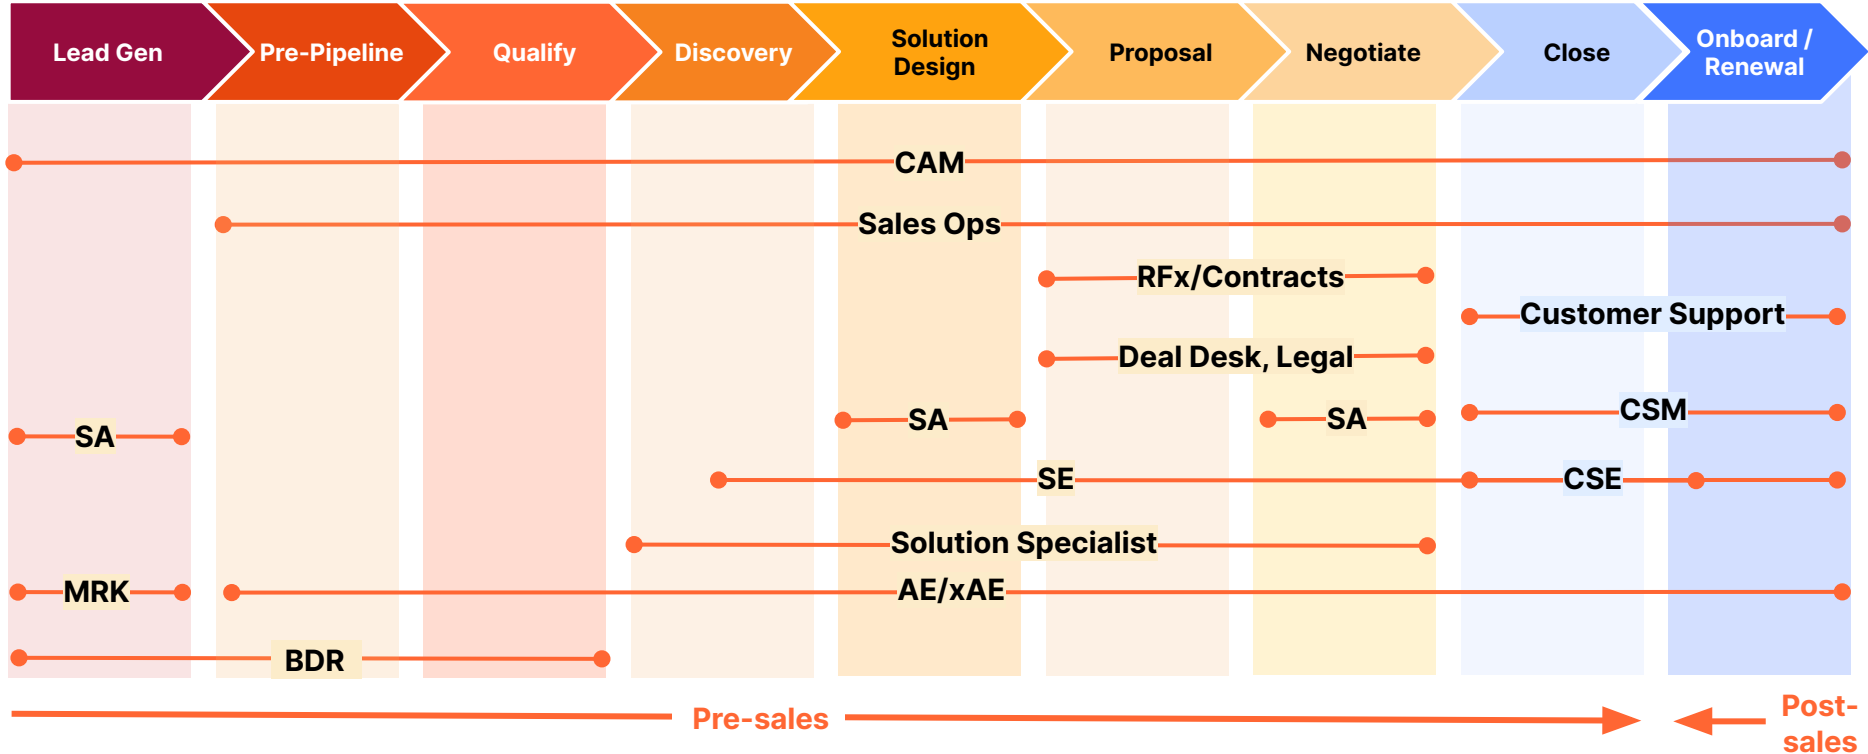 Lead Gen
Pre-Pipeline
Qualify
Discovery
Solution
Design
Proposal
Negotiate
Close
Onboard /
Renewal
CAM
Sales Ops
RFx/Contracts
Customer Support
Deal Desk, Legal
SA
SA
SA
CSM
SE
CSE
Solution Specialist
MRK
AE/xAE
BDR
Pre-sales
Post-
sales